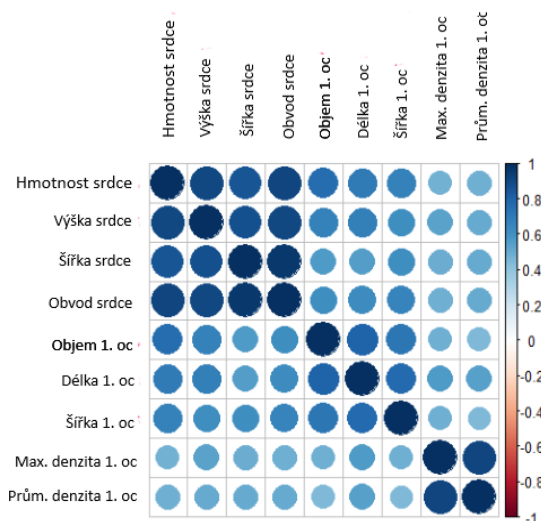 Hmotnost srdce
Výška srdce
Šířka srdce
Obvod srdce
Objem 1. oc
Délka 1. oc
Šířka 1. oc
Max. denzita 1. oc
Prům. denzita 1. oc
Hmotnost srdce
Výška srdce
Šířka srdce
Obvod srdce
Objem 1. oc
Délka 1. oc
Šířka 1. oc
Max. denzita 1. oc
Prům. denzita 1. oc
1
0.8
0.6
0.4
0.2
0
-0.2
-0.4
-0.6
-0.8
-1